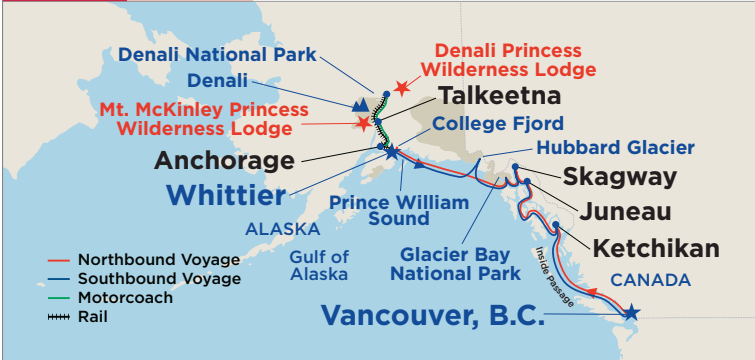 Denali National Park
Denali
Denali Princess
Wilderness Lodge
Mt. McKinley Princess
Wilderness Lodge
Talkeetna
College Fjord
Anchorage
Hubbard Glacier
Whittier
Skagway
Prince William
Sound
Juneau
ALASKA
Gulf of
Alaska
Glacier Bay
National Park
Ketchikan
Inside Passage
CANADA
Vancouver, B.C.
Northbound Voyage
Southbound Voyage
Motorcoach
Rail